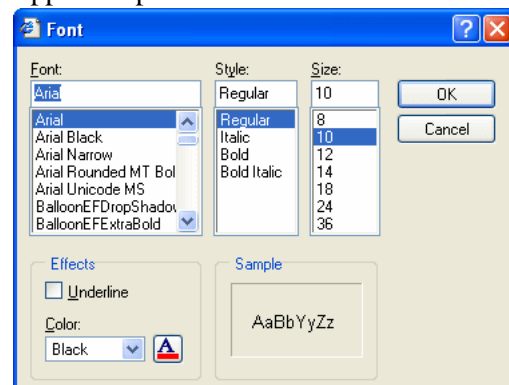 Font
Font: Style: Size:
Arial Regular 10 OK
Arial Regular 8 Cancel
Arial Black Italic 10
Arial Narrow Bold 12
Arial Rounded MT Bol Bold Italic 14
Arial Unicode MS 18
BalloonEFDropShadov 24
BalloonEFExtraBold 36
Effects Sample
Underline
Color: AaBbYyZz
Black A